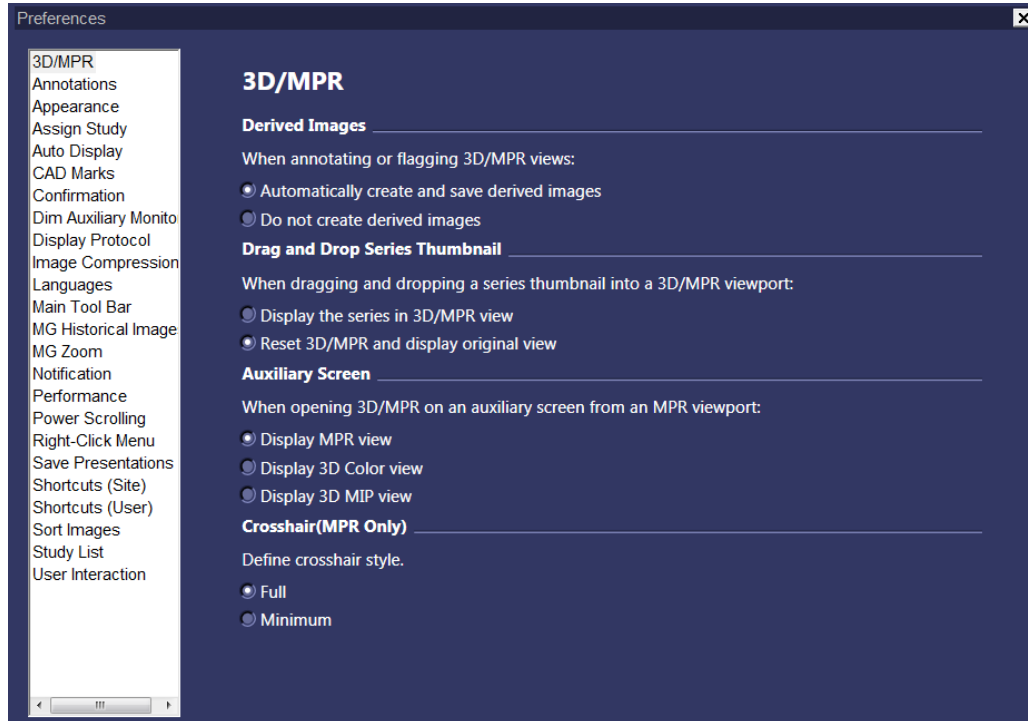 Preferences
3D/MPR
Annotations
Appearance
Assign Study
Auto Display
CAD Marks
Confirmation
Dim Auxiliary Monito
Display Protocol
Image Compression
Languages
Main Tool Bar
MG Historical Image
MG Zoom
Notification
Performance
Power Scrolling
Right-Click Menu
Save Presentations
Shortcuts (Site)
Shortcuts (User)
Sort Images
Study List
User Interaction
3D/MPR
Derived Images
When annotating or flagging 3D/MPR views:
Automatically create and save derived images
Do not create derived images
Drag and Drop Series Thumbnail
When dragging and dropping a series thumbnail into a 3D/MPR viewport:
Display the series in 3D/MPR view
Reset 3D/MPR and display original view
Auxiliary Screen
When opening 3D/MPR on an auxiliary screen from an MPR viewport:
Display MPR view
Display 3D Color view
Display 3D MIP view
Crosshair(MPR Only)
Define crosshair style.
Full
Minimum